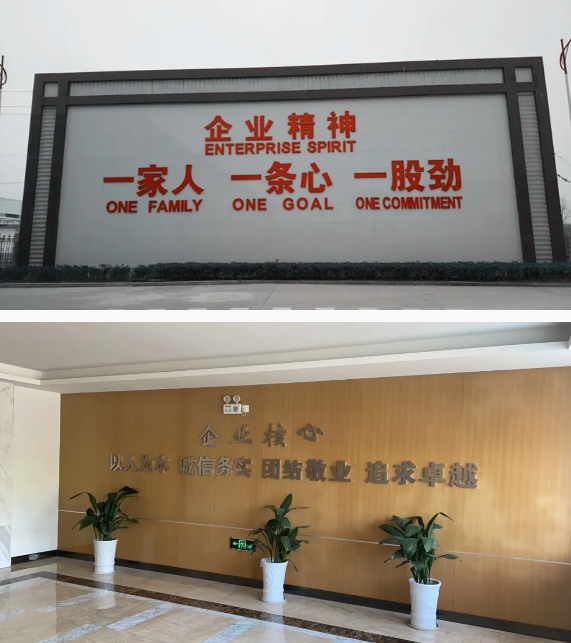 企业精神
ENTERPRISE SPIRIT
一家人 一条心 一股劲
ONE FAMILY ONE GOAL ONE COMMITMENT
企业核心
以人为本 诚信务实 团结敬业 追求卓越